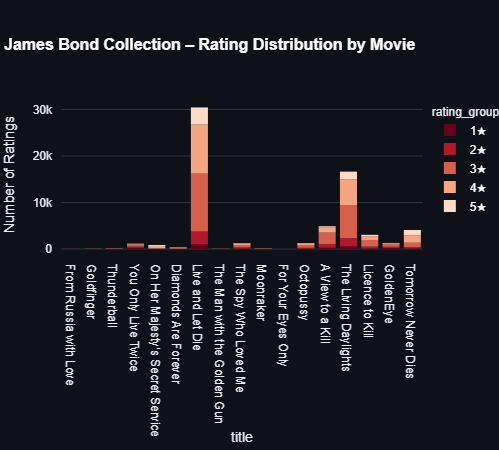 James Bond Collection – Rating Distribution by Movie
rating_group
1★
2★
3★
4★
5★
Number of Ratings
30k
20k
10k
0
From Russia with Love
Goldfinger
Thunderball
You Only Live Twice
On Her Majesty's Secret Service
Diamonds Are Forever
Live and Let Die
The Man with the Golden Gun
The Spy Who Loved Me
Moonraker
For Your Eyes Only
Octopussy
A View to a Kill
The Living Daylights
Licence to Kill
GoldenEye
Tomorrow Never Dies
title